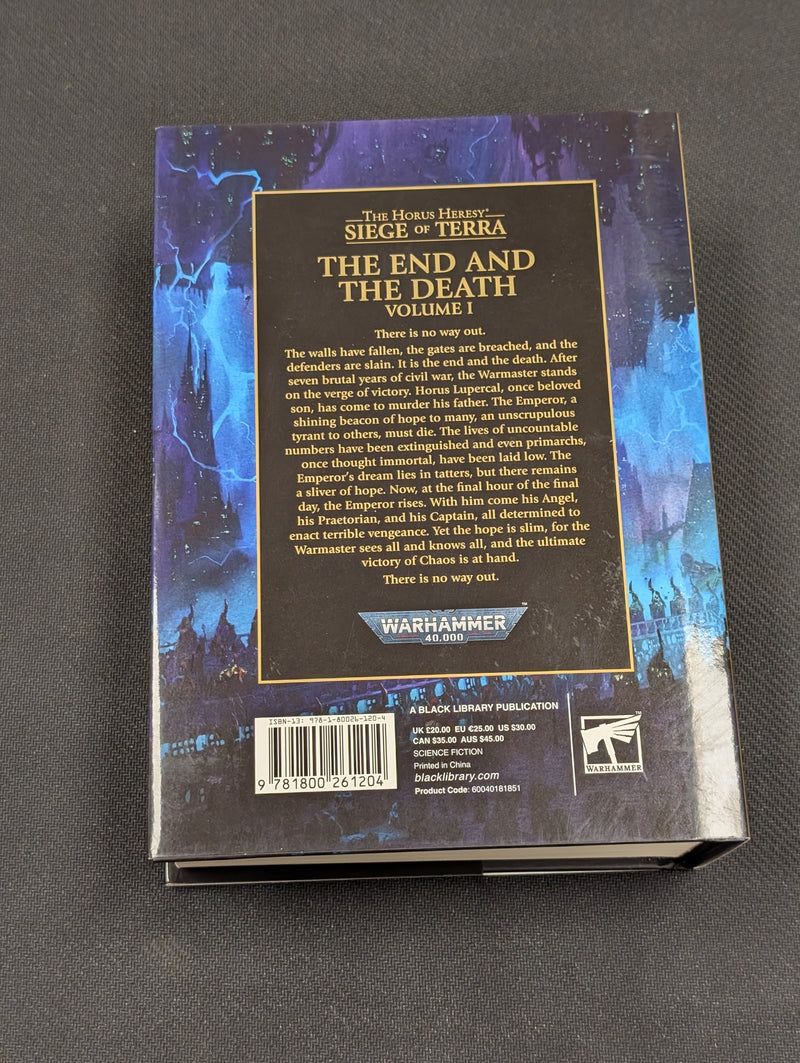 THE HORUS HERESY®
SIEGE OF TERRA
THE END AND
THE DEATH
VOLUME I
There is no way out.
The walls have fallen, the gates are breached, and the
defenders are slain. It is the end and the death. After
seven brutal years of civil war, the Warmaster stands
on the verge of victory. Horus Lupercal, once beloved
son, has come to murder his father. The Emperor, a
shining beacon of hope to many, an unscrupulous
tyrant to others, must die. The lives of uncountable
numbers have been extinguished and even primarchs,
once thought immortal, have been laid low. The
Emperor's dream lies in tatters, but there remains
a sliver of hope. Now, at the final hour of the final
day, the Emperor rises. With him come his Angel,
his Praetorian, and his Captain, all determined to
enact terrible vengeance. Yet the hope is slim, for the
Warmaster sees all and knows all, and the ultimate
victory of Chaos is at hand.
There is no way out.
WARHAMMER™
40,000
ISBN-13: 978-1-80026-120-4
9 781800 261204
A BLACK LIBRARY PUBLICATION
UK £20.00 EU €25.00 US $30.00
CAN $35.00 AUS $45.00
SCIENCE FICTION
Printed in China
blacklibrary.com
Product Code: 60040181851
WARHAMMER™